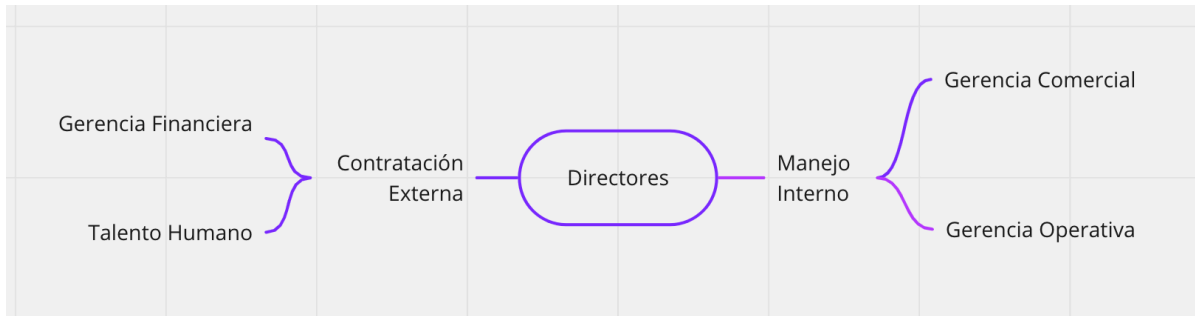 Gerencia Financiera
Talento Humano
Contratación
Externa
Directores
Manejo
Interno
Gerencia Comercial
Gerencia Operativa